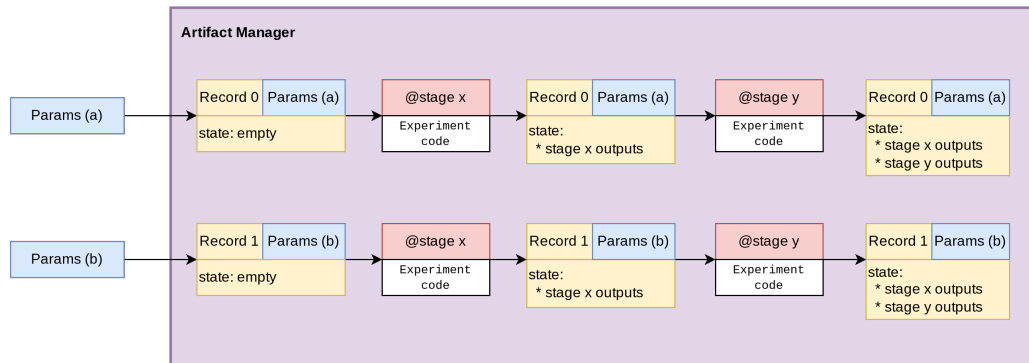 Artifact Manager
Params (a)
Record 0
Params (a)
state: empty
@stage x
Experiment
code
Record 0
Params (a)
state:
* stage x outputs
@stage y
Experiment
code
Record 0
Params (a)
state:
* stage x outputs
* stage y outputs
Params (b)
Record 1
Params (b)
state: empty
@stage x
Experiment
code
Record 1
Params (b)
state:
* stage x outputs
@stage y
Experiment
code
Record 1
Params (b)
state:
* stage x outputs
* stage y outputs